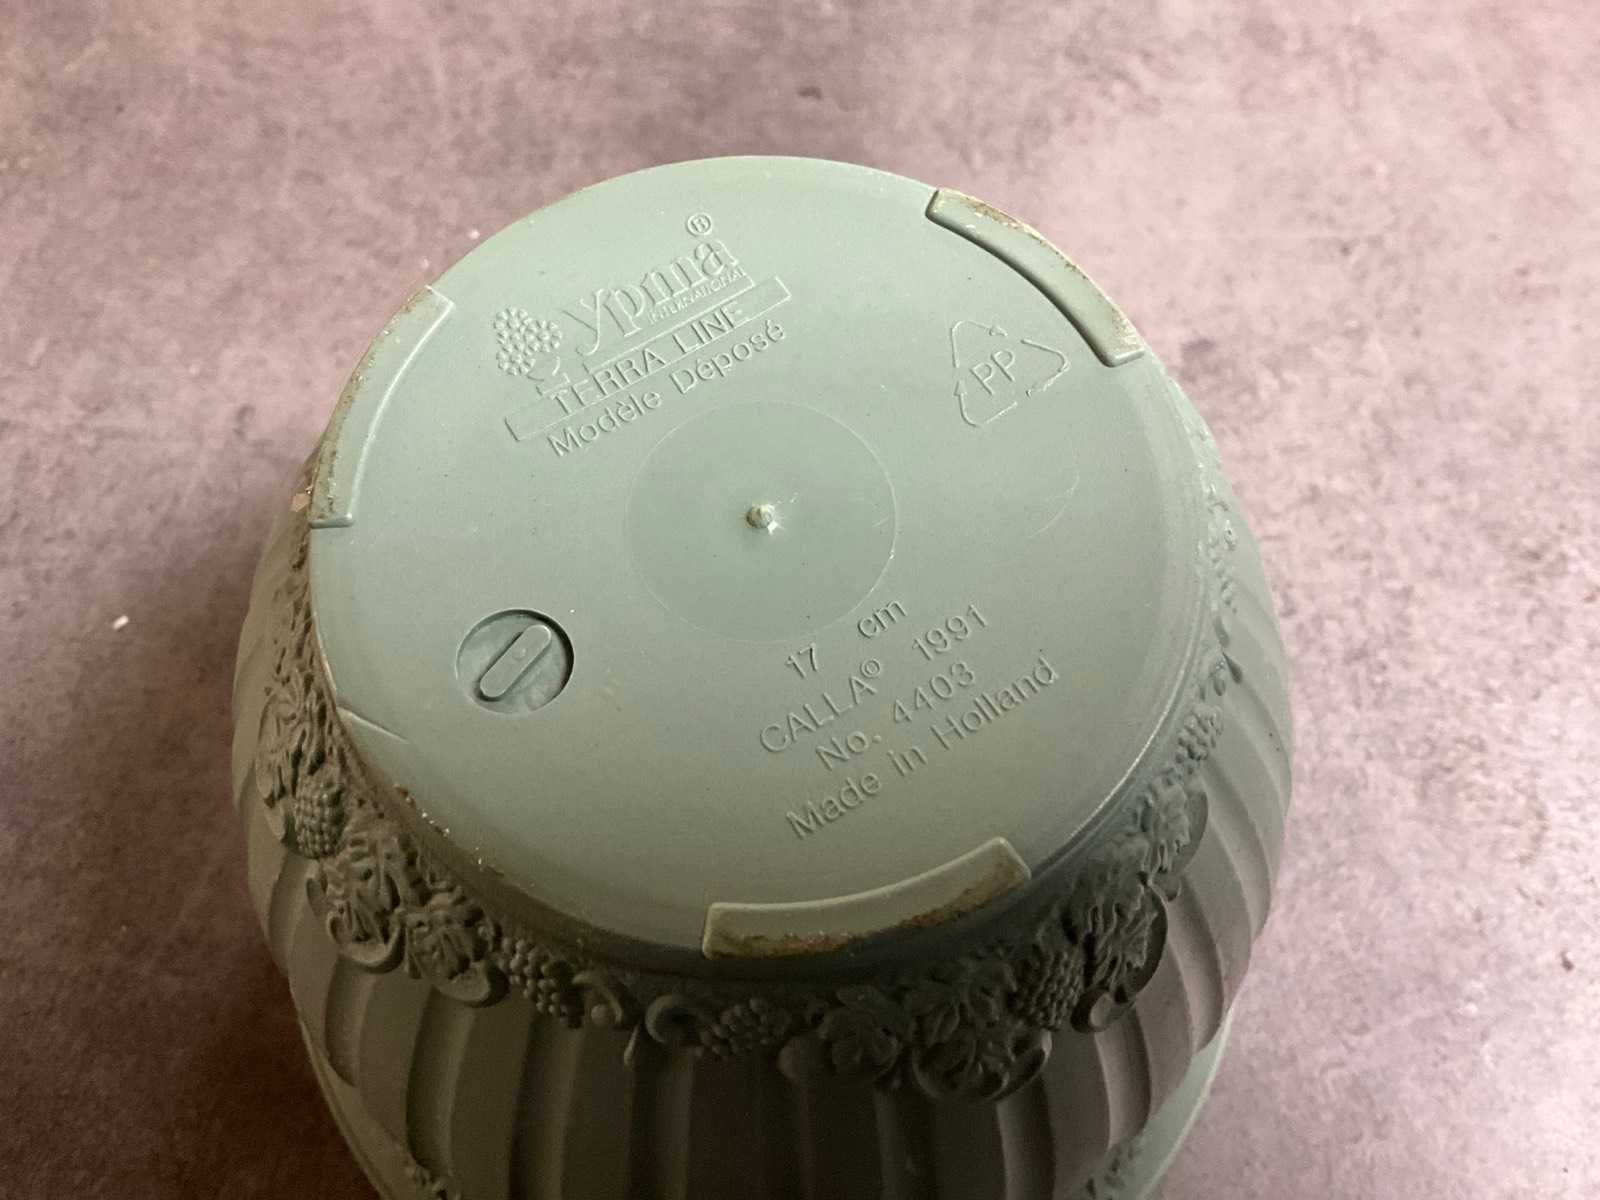 ypma®
INTERNATIONAL
TERRA LINE
Modèle Déposé
PP
17 cm
CALLA© 1991
No. 4403
Made in Holland